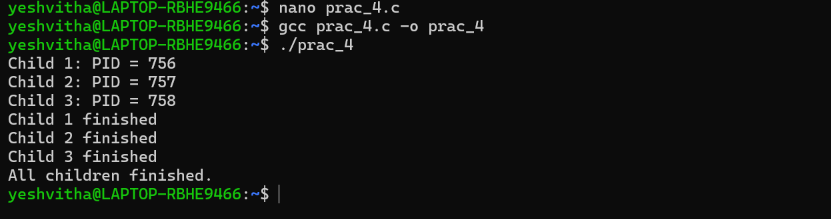 yeshvitha@LAPTOP-RBHE9466:~$ nano prac_4.c
yeshvitha@LAPTOP-RBHE9466:~$ gcc prac_4.c -o prac_4
yeshvitha@LAPTOP-RBHE9466:~$ ./prac_4
Child 1: PID = 756
Child 2: PID = 757
Child 3: PID = 758
Child 1 finished
Child 2 finished
Child 3 finished
All children finished.
yeshvitha@LAPTOP-RBHE9466:~$